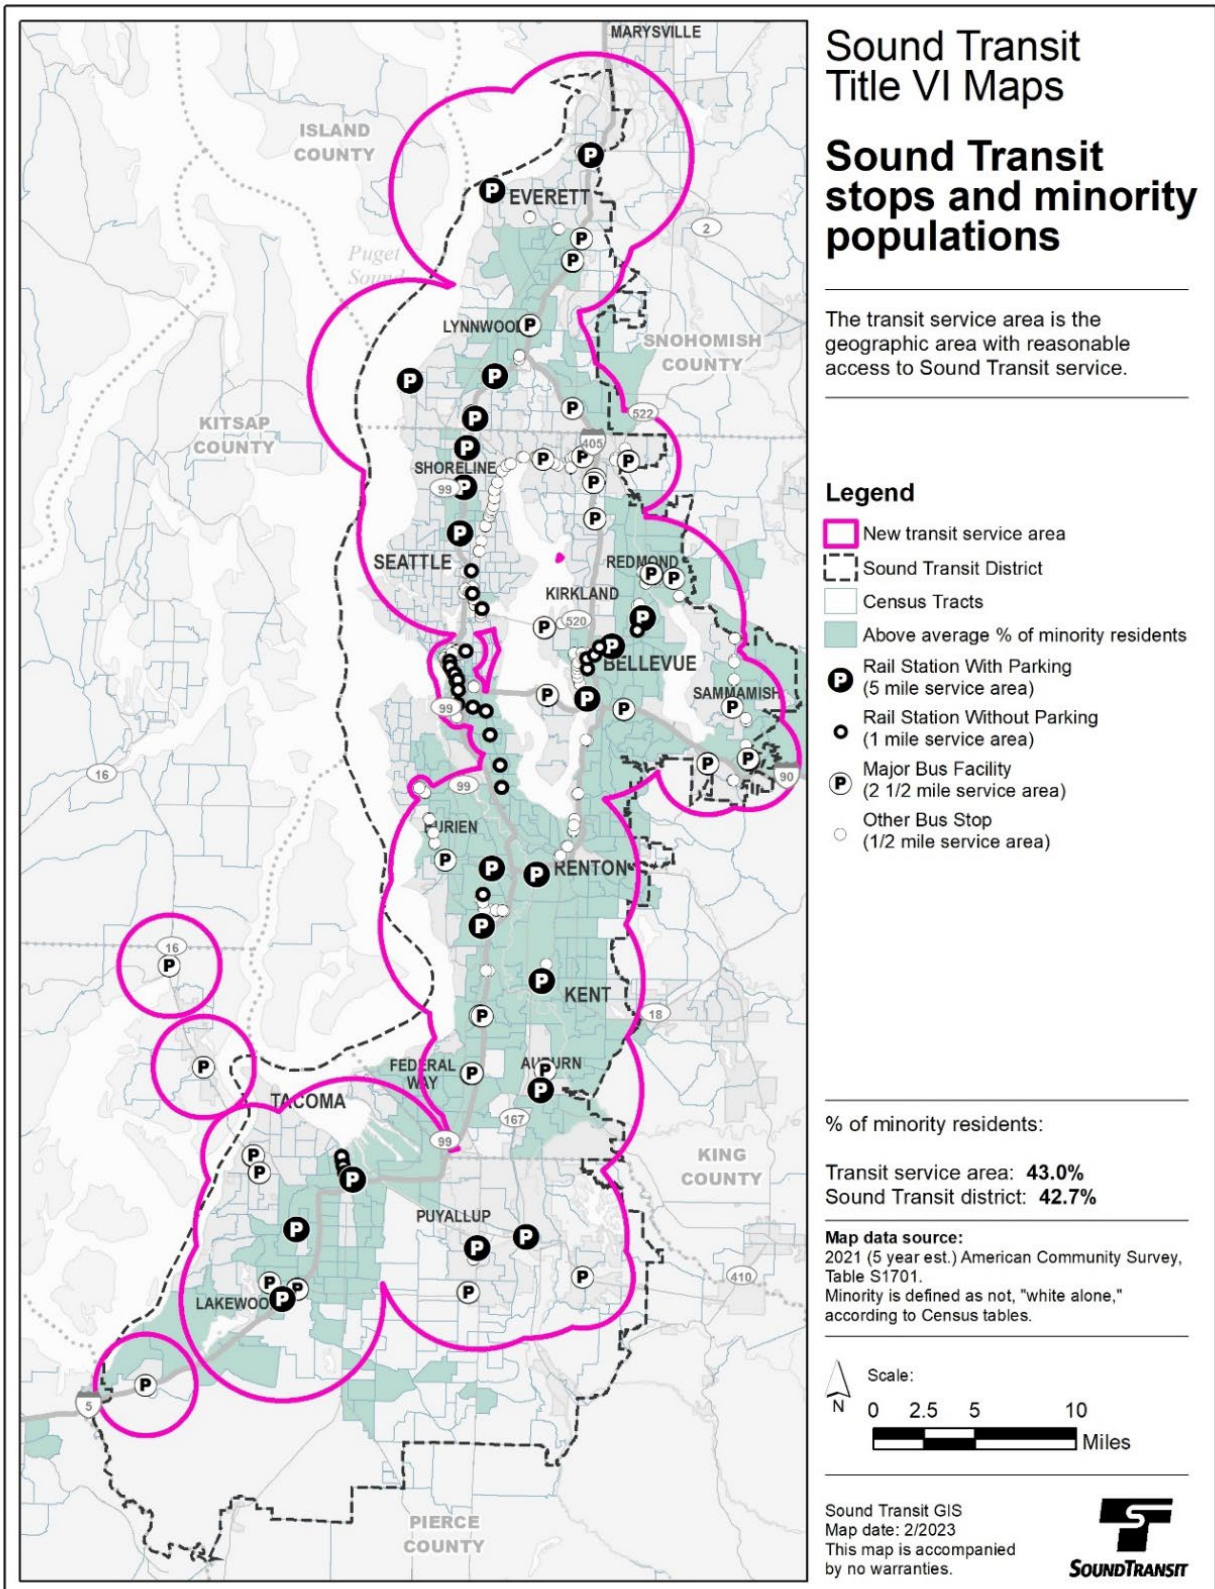 Sound Transit
Title VI Maps
Sound Transit
stops and minority
populations
The transit service area is the
geographic area with reasonable
access to Sound Transit service.
Legend
New transit service area
Sound Transit District
Census Tracts
Above average % of minority residents
P
Rail Station With Parking
(5 mile service area)
Rail Station Without Parking
(1 mile service area)
P
Major Bus Facility
(2 1/2 mile service area)
Other Bus Stop
(1/2 mile service area)
% of minority residents:
Transit service area: 43.0%
Sound Transit district: 42.7%
Map data source:
2021 (5 year est.) American Community Survey,
Table S1701.
Minority is defined as not, "white alone,"
according to Census tables.
N
Scale:
0 2.5 5 10
Miles
Sound Transit GIS
Map date: 2/2023
This map is accompanied
by no warranties.
SOUNDTRANSIT
MARYSVILLE
ISLAND
COUNTY
EVERETT
2
Puget
Sound
LYNNWOOD
SNOHOMISH
COUNTY
KITSAP
COUNTY
522
405
SHORELINE
99
SEATTLE
REDMOND
KIRKLAND
520
BELLEVUE
SAMMAMISH
99
16
90
99
BURIEN
RENTON
16
KENT
18
FEDERAL
WAY
AUBURN
TACOMA
167
99
KING
COUNTY
PUYALLUP
410
LAKEWOOD
5
PIERCE
COUNTY